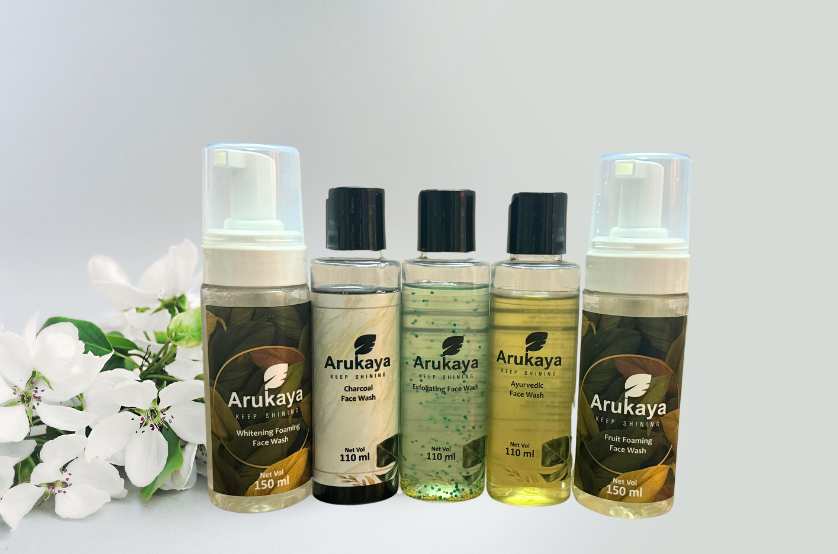 Arukaya
KEEP SHINING
Whitening Foaming
Face Wash
Net Vol
150 ml
Arukaya
KEEP SHINING
Charcoal
Face Wash
Net Vol
110 ml
Arukaya
KEEP SHINING
Exfoliating Face Wash
Net Vol
110 ml
Arukaya
KEEP SHINING
Ayurvedic
Face Wash
Net Vol
110 ml
Arukaya
KEEP SHINING
Fruit Foaming
Face Wash
Net Vol
150 ml